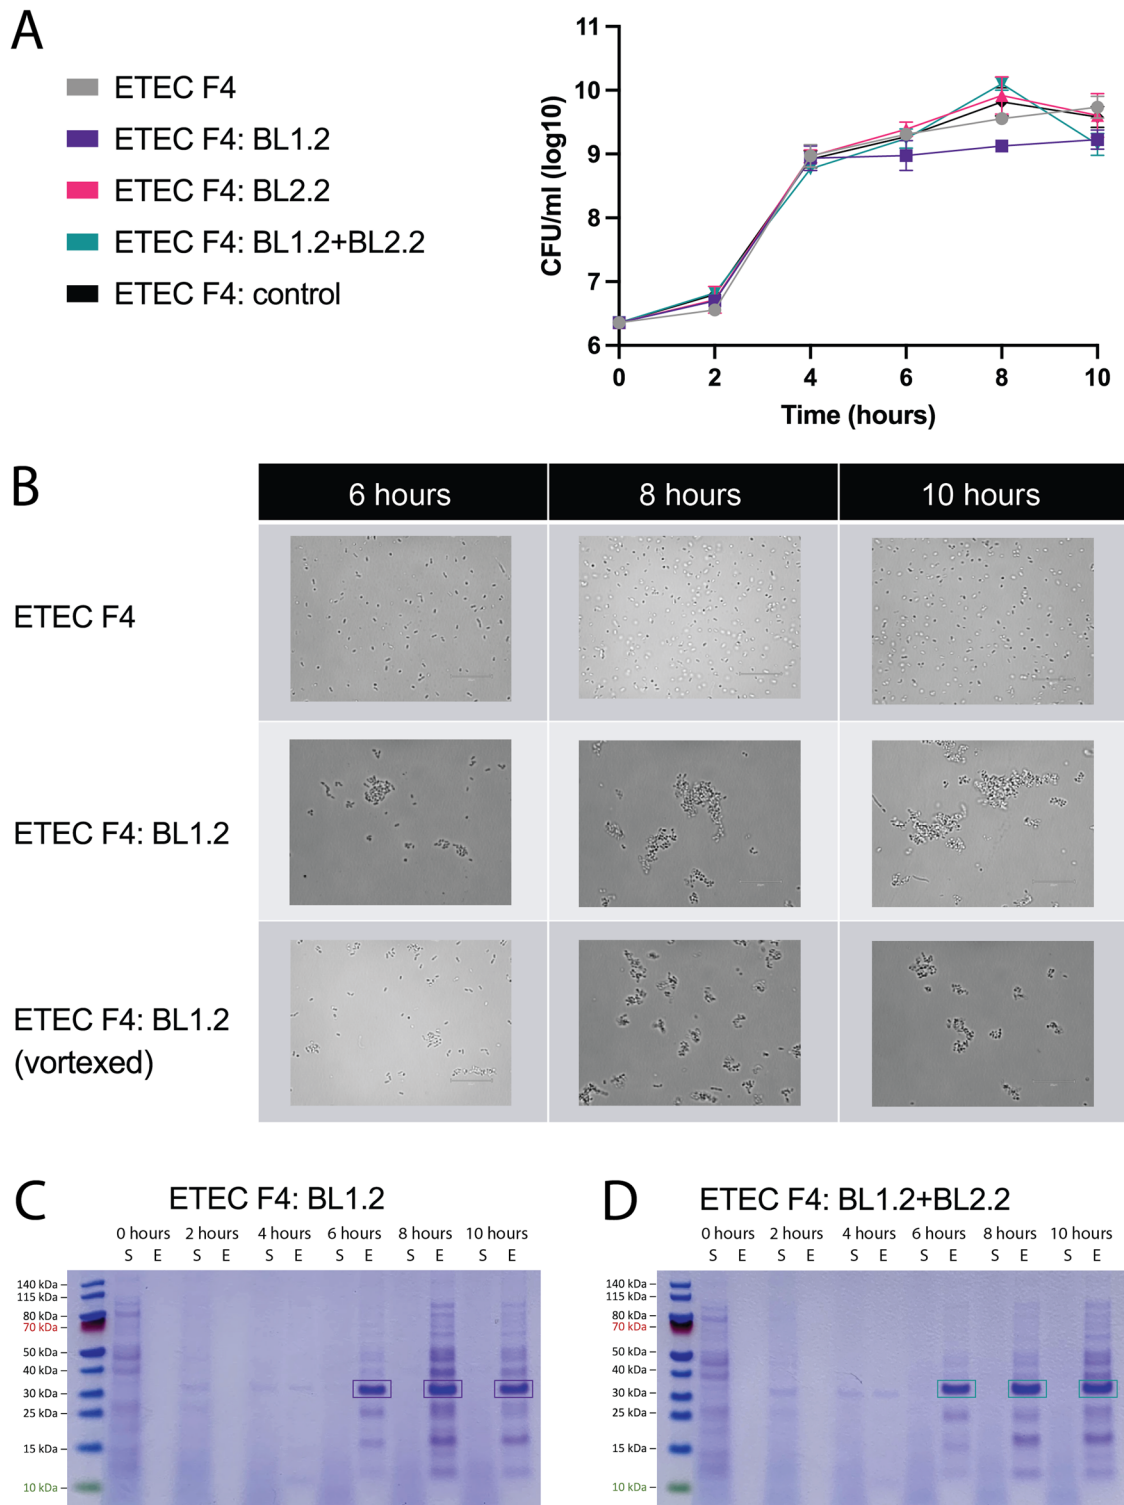 A
ETEC F4
ETEC F4: BL1.2
ETEC F4: BL2.2
ETEC F4: BL1.2+BL2.2
ETEC F4: control
11
10
9
8
7
6
CFU/ml (log10)
0 2 4 6 8 10
Time (hours)
B
6 hours 8 hours 10 hours
ETEC F4
ETEC F4: BL1.2
ETEC F4: BL1.2
(vortexed)
C
ETEC F4: BL1.2
0 hours 2 hours 4 hours 6 hours 8 hours 10 hours
S E S E S E S E S E S E
140 kDa
115 kDa
80 kDa
70 kDa
50 kDa
40 kDa
30 kDa
25 kDa
15 kDa
10 kDa
D
ETEC F4: BL1.2+BL2.2
0 hours 2 hours 4 hours 6 hours 8 hours 10 hours
S E S E S E S E S E S E
140 kDa
115 kDa
80 kDa
70 kDa
50 kDa
40 kDa
30 kDa
25 kDa
15 kDa
10 kDa